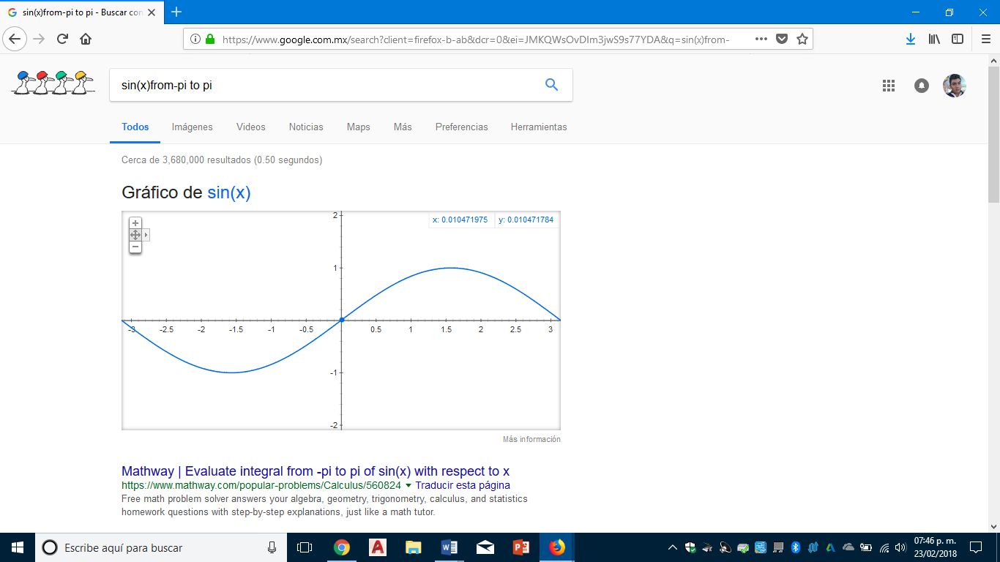 sin(x)from-pi to pi - Buscar con
https://www.google.com.mx/search?client=firefox-b-ab&dcr=0&ei=JMKQWsOvDIm3jwS9s77YDA&q=sin(x)from-
sin(x)from-pi to pi
Todos Imágenes Videos Noticias Maps Más Preferencias Herramientas
Cerca de 3,680,000 resultados (0.50 segundos)
Gráfico de sin(x)
x: 0.010471975 y: 0.010471784
2
1
-3 -2.5 -2 -1.5 -1 -0.5 0.5 1 1.5 2 2.5 3
-1
-2
Más información
Mathway | Evaluate integral from -pi to pi of sin(x) with respect to x
https://www.mathway.com/popular-problems/Calculus/560824 Traducir esta página
Free math problem solver answers your algebra, geometry, trigonometry, calculus, and statistics
homework questions with step-by-step explanations, just like a math tutor.
Escribe aquí para buscar
07:46 p. m.
23/02/2018